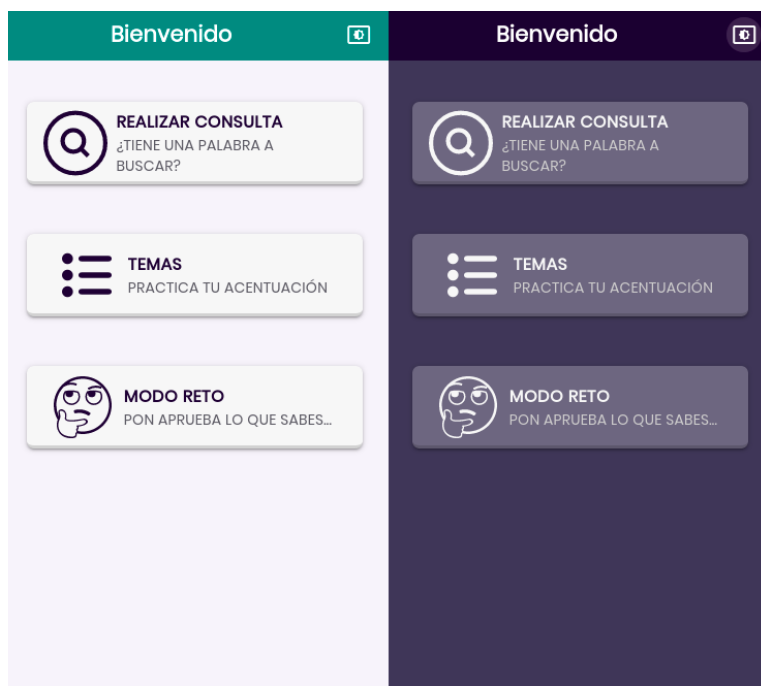 Bienvenido
REALIZAR CONSULTA
¿TIENE UNA PALABRA A
BUSCAR?
TEMAS
PRACTICA TU ACENTUACIÓN
MODO RETO
PON APRUEBA LO QUE SABES...
Bienvenido
REALIZAR CONSULTA
¿TIENE UNA PALABRA A
BUSCAR?
TEMAS
PRACTICA TU ACENTUACIÓN
MODO RETO
PON APRUEBA LO QUE SABES...